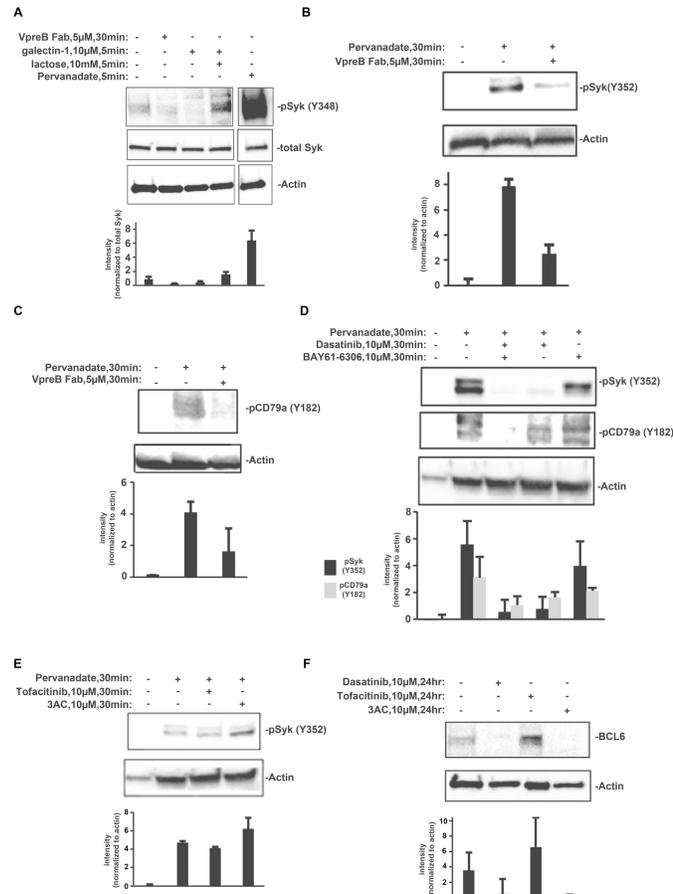 A
VpreB Fab,5µM,30min: - + - - -
galectin-1,10µM,5min: - - + + -
lactose,10mM,5min: - - - + -
Pervanadate,5min: - - - - +
-pSyk (Y348)
-total Syk
-Actin
Intensity
(normalized to total Syk)
8
6
4
2
0
B
Pervanadate,30min: - + +
VpreB Fab,5µM,30min: - - +
-pSyk(Y352)
-Actin
intensity
(normalized to actin)
8
6
4
2
0
C
Pervanadate,30min: - + +
VpreB Fab,5µM,30min: - - +
-pCD79a (Y182)
-Actin
intensity
(normalized to actin)
6
4
2
0
D
Pervanadate,30min: - + + + +
Dasatinib,10µM,30min: - - + + -
BAY61-6306,10µM,30min: - - + - +
-pSyk (Y352)
-pCD79a (Y182)
-Actin
pSyk
(Y352)
pCD79a
(Y182)
intensity
(normalized to actin)
8
6
4
2
0
E
Pervanadate,30min: - + + +
Tofacitinib,10µM,30min: - - + -
3AC,10µM,30min: - - - +
-pSyk (Y352)
-Actin
intensity
(normalized to actin)
8
6
4
2
0
F
Dasatinib,10µM,24hr: - + - -
Tofacitinib,10µM,24hr: - - + -
3AC,10µM,24hr: - - - +
-BCL6
-Actin
intensity
(normalized to actin)
10
8
6
4
2